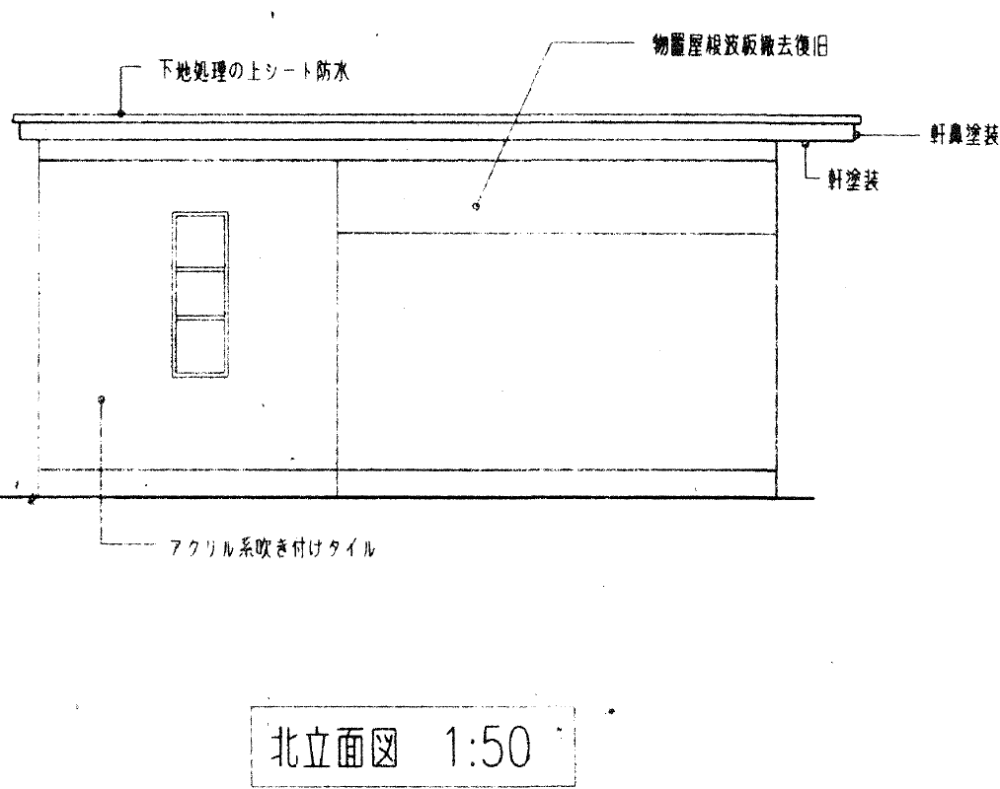 物置屋根波板撤去復旧
下地処理の上シート防水
軒鼻塗装
軒塗装
アクリル系吹き付けタイル
北立面図 1:50